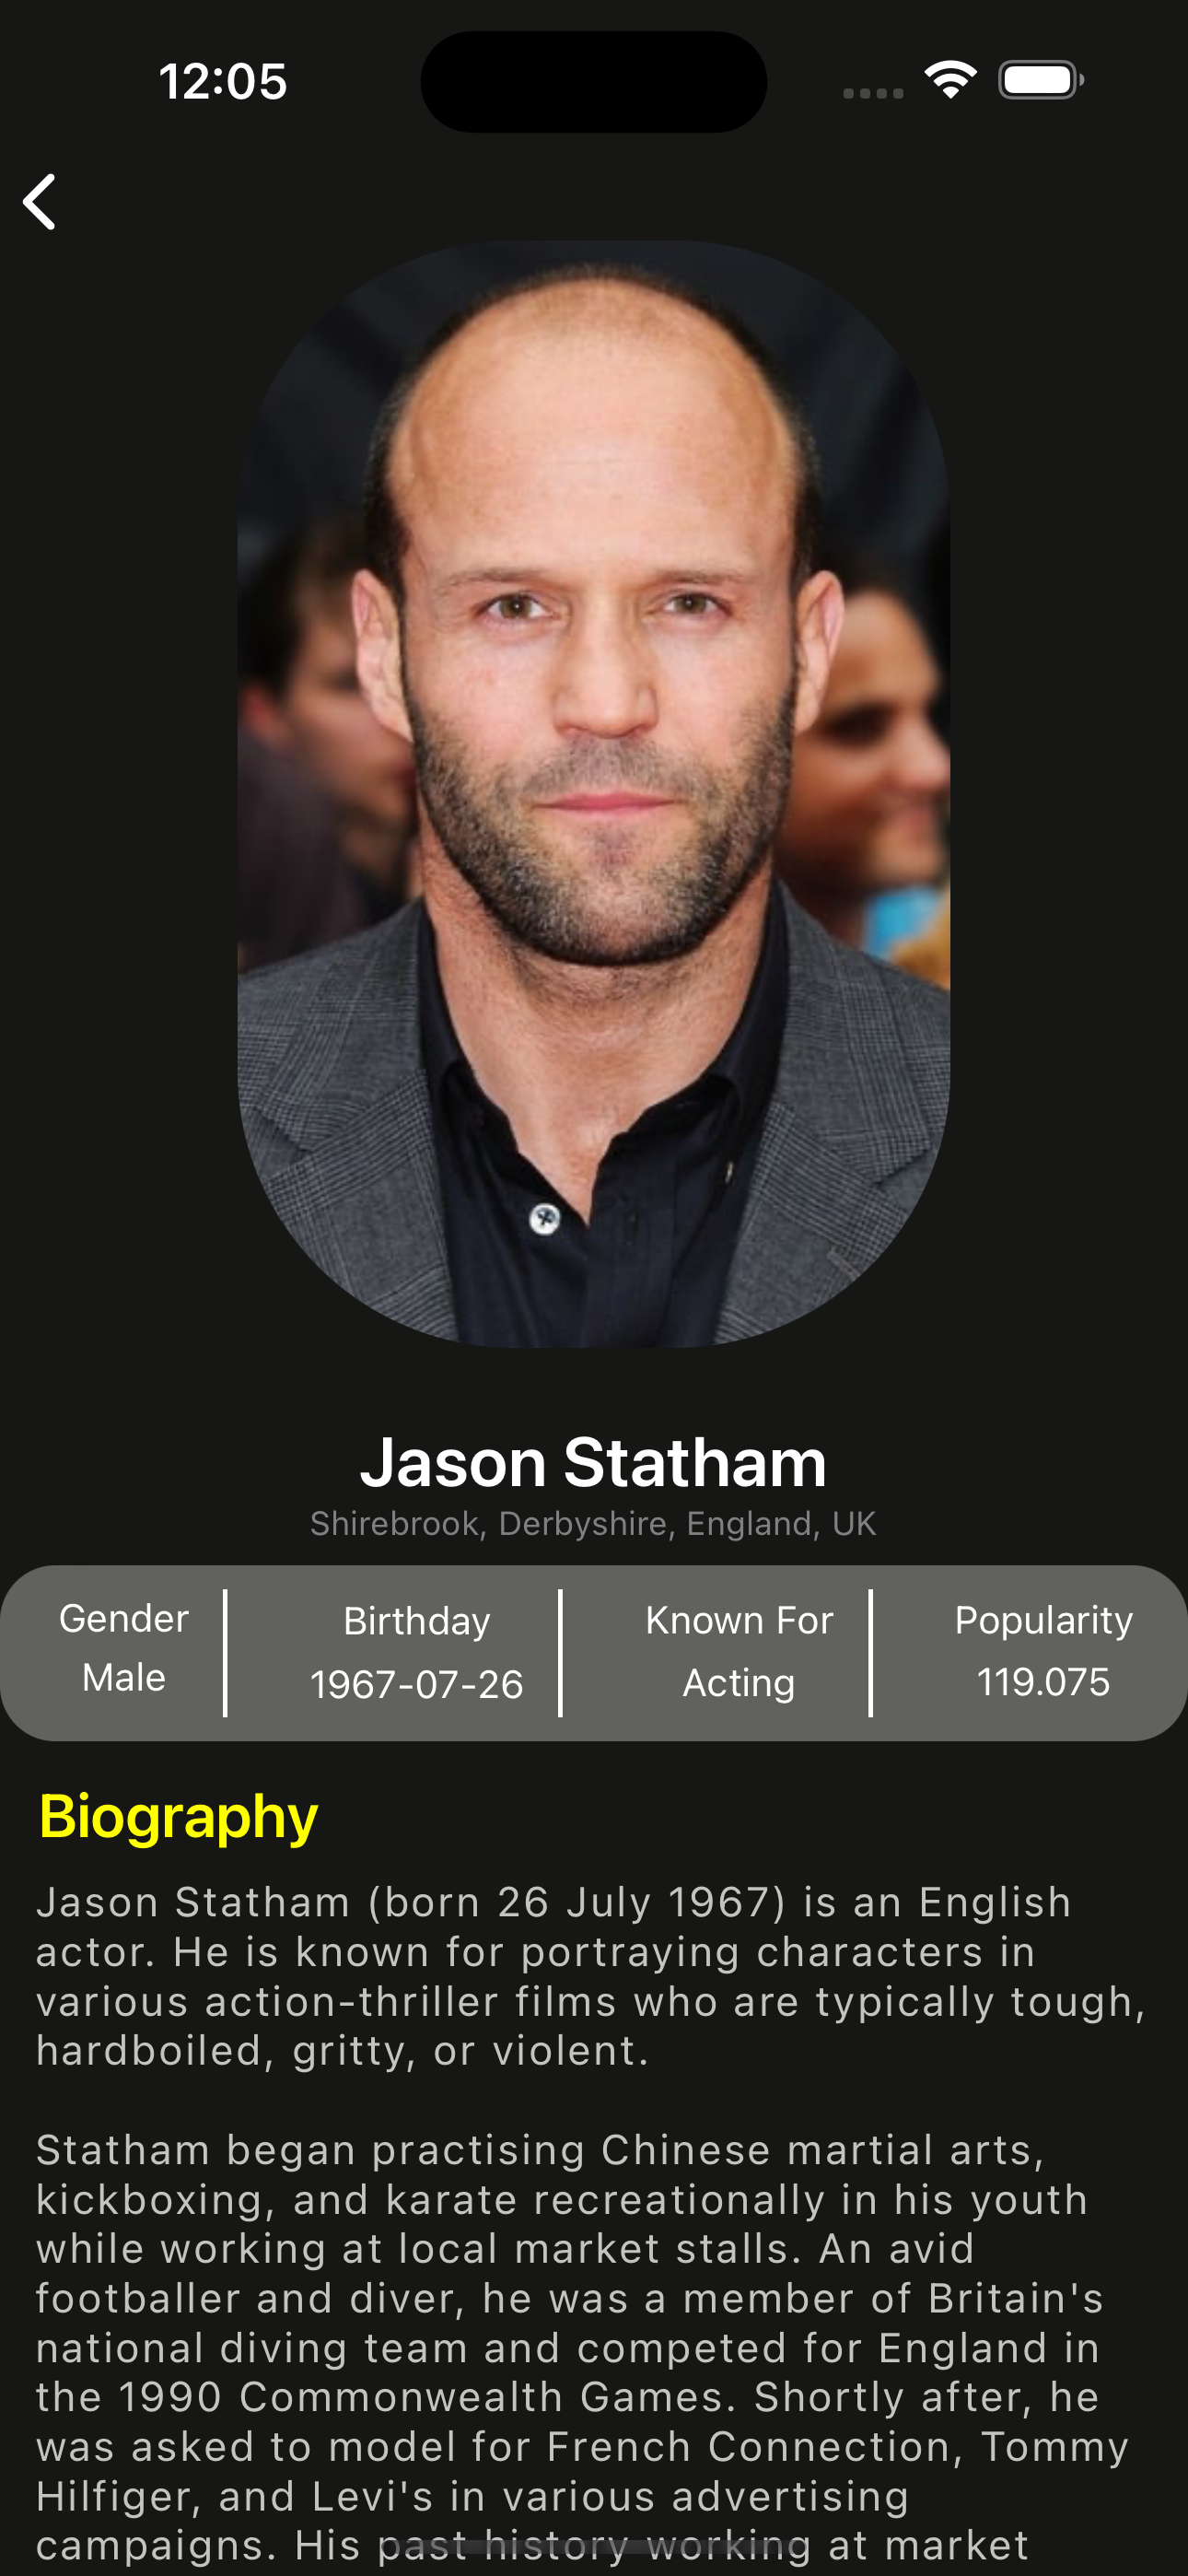 12:05
Jason Statham
Shirebrook, Derbyshire, England, UK
Gender Birthday Known For Popularity
Male 1967-07-26 Acting 119.075
Biography
Jason Statham (born 26 July 1967) is an English
actor. He is known for portraying characters in
various action-thriller films who are typically tough,
hardboiled, gritty, or violent.
Statham began practising Chinese martial arts,
kickboxing, and karate recreationally in his youth
while working at local market stalls. An avid
footballer and diver, he was a member of Britain's
national diving team and competed for England in
the 1990 Commonwealth Games. Shortly after, he
was asked to model for French Connection, Tommy
Hilfiger, and Levi's in various advertising
campaigns. His past history working at market